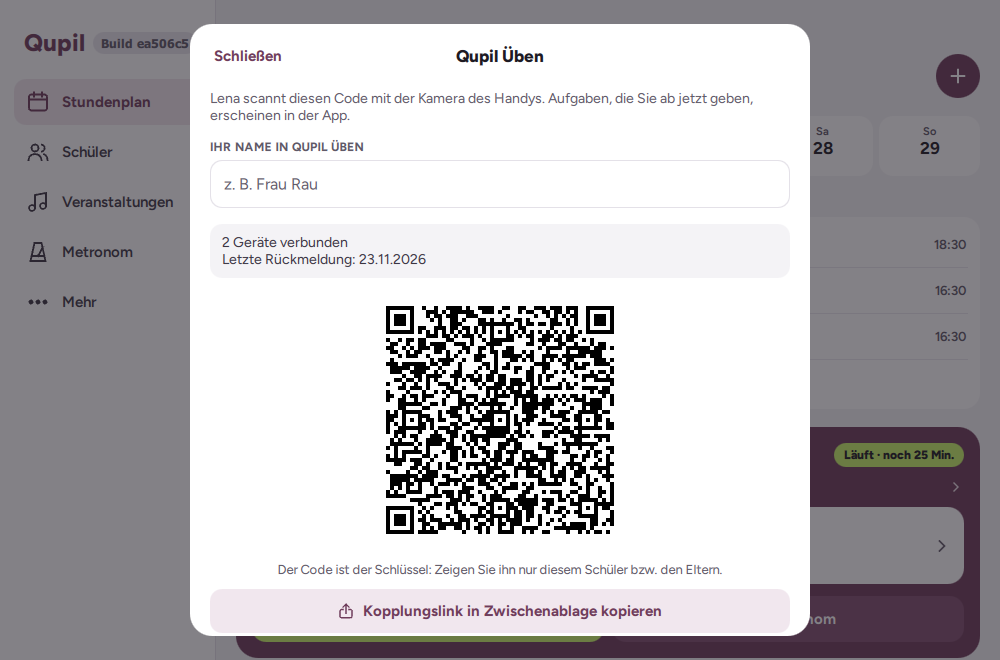 Qupil
Build ea506c5
Stundenplan
Schüler
Veranstaltungen
Metronom
Mehr
Schließen
Qupil Üben
Lena scannt diesen Code mit der Kamera des Handys. Aufgaben, die Sie ab jetzt geben,
erscheinen in der App.
IHR NAME IN QUPIL ÜBEN
z. B. Frau Rau
2 Geräte verbunden
Letzte Rückmeldung: 23.11.2026
Der Code ist der Schlüssel: Zeigen Sie ihn nur diesem Schüler bzw. den Eltern.
Kopplungslink in Zwischenablage kopieren
Sa
28
So
29
18:30
16:30
16:30
Läuft · noch 25 Min.